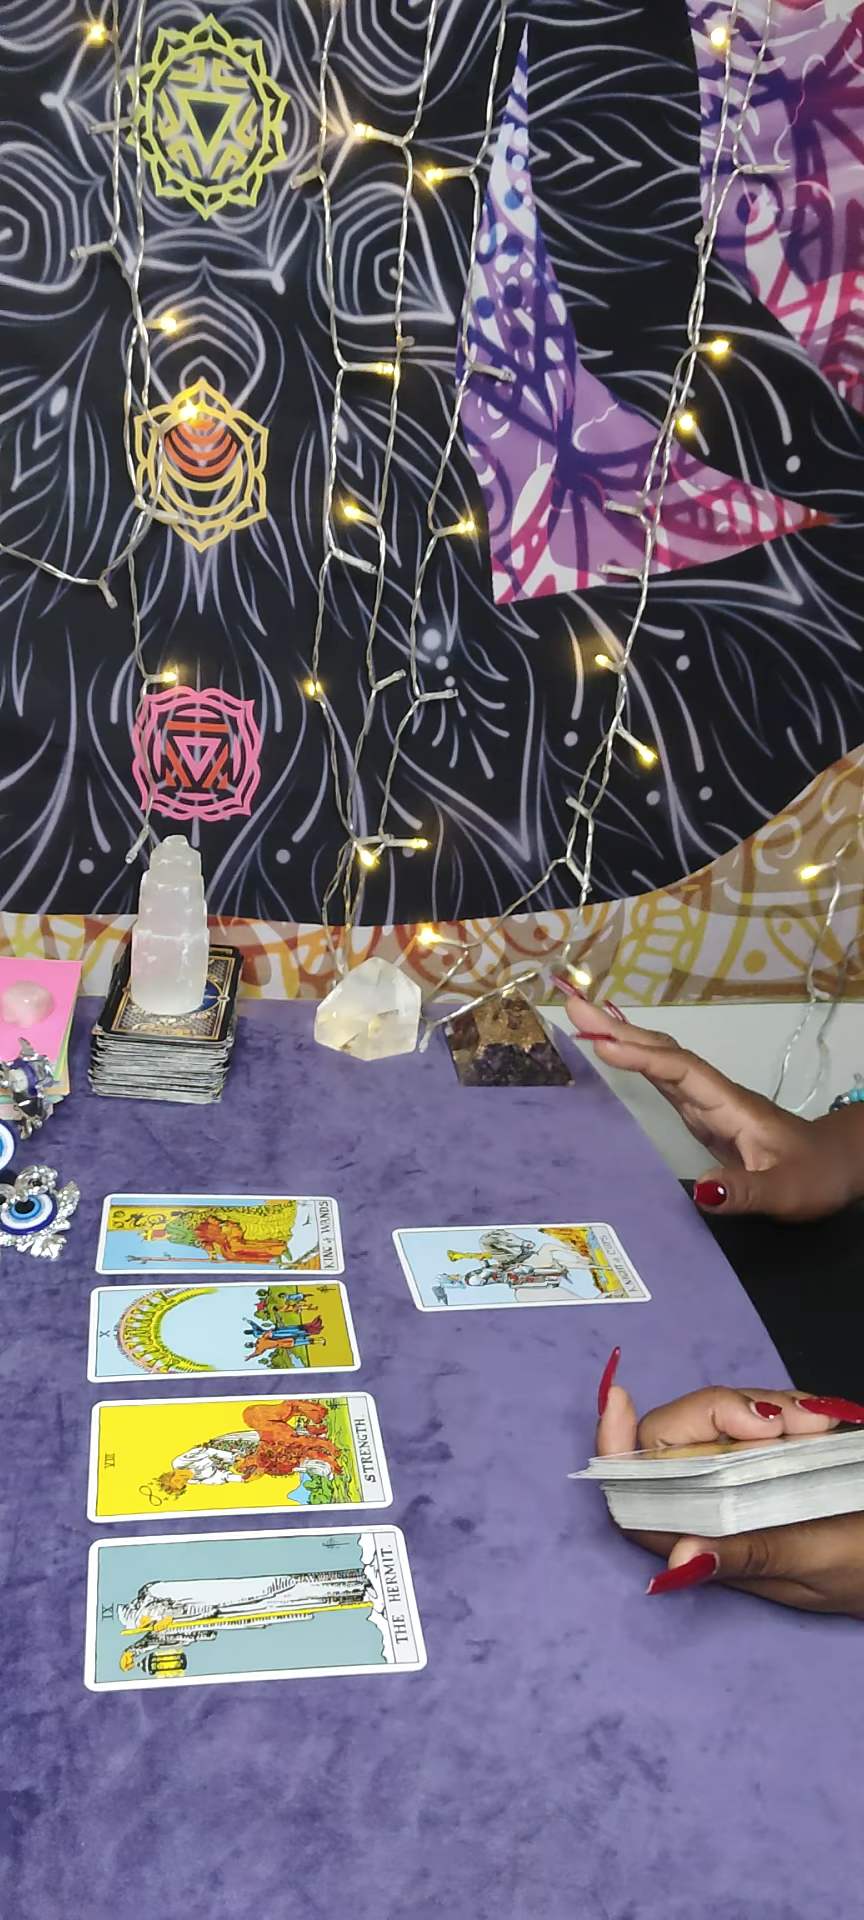 KING of WANDS
KNIGHT of CUPS.
X
VIII
STRENGTH.
IX
THE HERMIT.